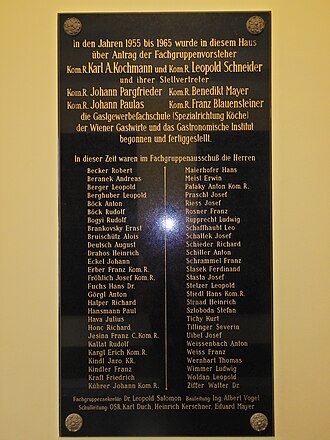 in den Jahren 1955 bis 1965 wurde in diesem Haus
über Antrag der Fachgruppenvorsteher
Kom.R. Karl A. Kochmann und Kom.R. Leopold Schneider
und ihrer Stellvertreter
Kom.R. Johann Pargfrieder Kom.R. Benedikt Mayer
Kom.R. Johann Paulas Kom.R. Franz Blauensteiner
die Gastgewerbefachschule (Spezialrichtung Köche)
der Wiener Gastwirte und das Gastronomische Institut
begonnen und fertiggestellt.
In dieser Zeit waren im Fachgruppenausschuß die Herren
Becker Robert
Beranek Andreas
Berger Leopold
Berghuber Leopold
Böck Anton
Böck Rudolf
Bogyi Rudolf
Brankovsky Ernst
Bruischütz Alois
Deutsch August
Drahos Heinrich
Eckel Johann
Erber Franz Kom.R.
Fröhlich Josef Kom.R.
Fuchs Hans Dr.
Görgl Anton
Halper Richard
Hansmann Paul
Hava Julius
Honc Richard
Jesina Franz C. Kom.R.
Kallat Rudolf
Kargl Erich Kom.R.
Kindl Jaro KR.
Kindler Franz
Kraft Friedrich
Kührer Johann Kom.R.
Maierhofer Hans
Meisl Erwin
Pataky Anton Kom.R.
Praschl Josef
Riess Josef
Rosner Franz
Rupprecht Ludwig
Schaffhauser Leo
Schallek Josef
Schieder Richard
Schiller Anton
Schrammel Franz
Stasek Ferdinand
Stasta Josef
Stelzer Leopold
Stiedl Hans Kom.R.
Strnad Heinrich
Szloboda Stefan
Tichy Kurt
Tillinger Severin
Uibel Josef
Weissenbach Anton
Weiss Franz
Wernhart Thomas
Wimmer Ludwig
Woldan Leopold
Ziffer Walter Dr.
Fachgruppensekretär Dr. Leopold Salomon Bauleitung Ing Albert Vogel
Schulleitung: OSR. Karl Duch, Heinrich Kerschner, Eduard Mayer